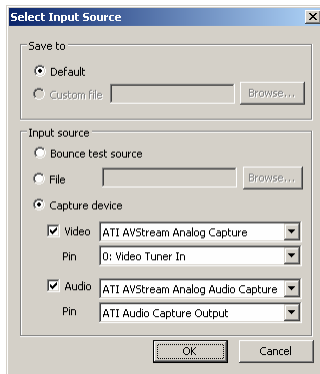 Select Input Source
Save to
Default
Custom file
Browse...
Input source
Bounce test source
File
Browse...
Capture device
Video ATI AVStream Analog Capture
Pin 0: Video Tuner In
Audio ATI AVStream Analog Audio Capture
Pin ATI Audio Capture Output
OK Cancel